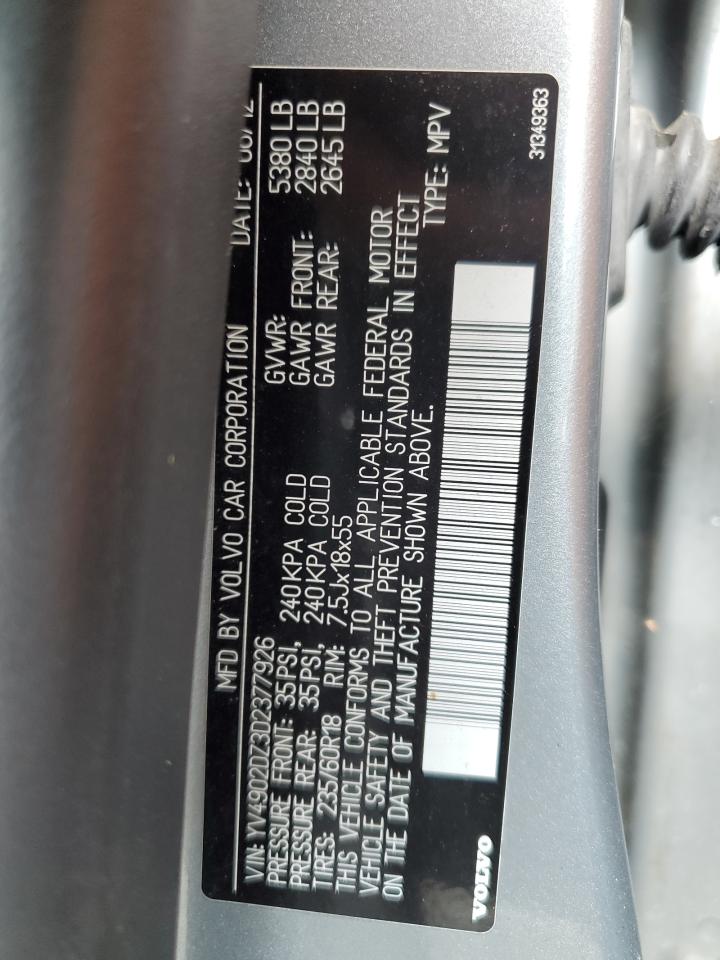 MFD BY VOLVO CAR CORPORATION DATE:
VIN: YV4902DZ3D2377926
PRESSURE FRONT: 35PSI, 240KPA COLD GVWR: 5380 LB
PRESSURE REAR: 35PSI, 240KPA COLD GAWR FRONT: 2840 LB
TIRES: 235/60R18 RIM: 7.5Jx18x55 GAWR REAR: 2645 LB
THIS VEHICLE CONFORMS TO ALL APPLICABLE FEDERAL MOTOR
VEHICLE SAFETY AND THEFT PREVENTION STANDARDS IN EFFECT
ON THE DATE OF MANUFACTURE SHOWN ABOVE. TYPE: MPV
VOLVO
31349363